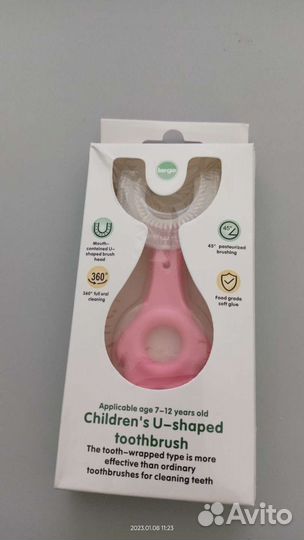 large
Mouth-
contained U-
shaped brush
head
45°
45° pasteurized
brushing
360°
360° full oral
cleaning
Food grade
soft glue
Applicable age 7-12 years old
Children's U-shaped
toothbrush
The tooth-wrapped type is more
effective than ordinary
toothbrushes for cleaning teeth
2023.01.08 11:23
Avito